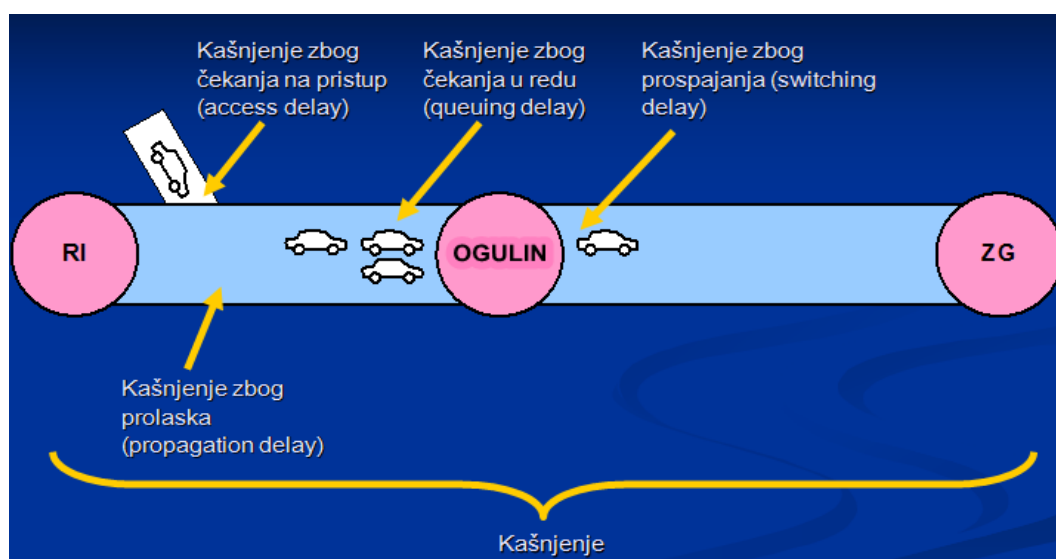 Kašnjenje zbog
čekanja na pristup
(access delay)
Kašnjenje zbog
čekanja u redu
(queuing delay)
Kašnjenje zbog
prospajanja (switching
delay)
RI
OGULIN
ZG
Kašnjenje zbog
prolaska
(propagation delay)
Kašnjenje